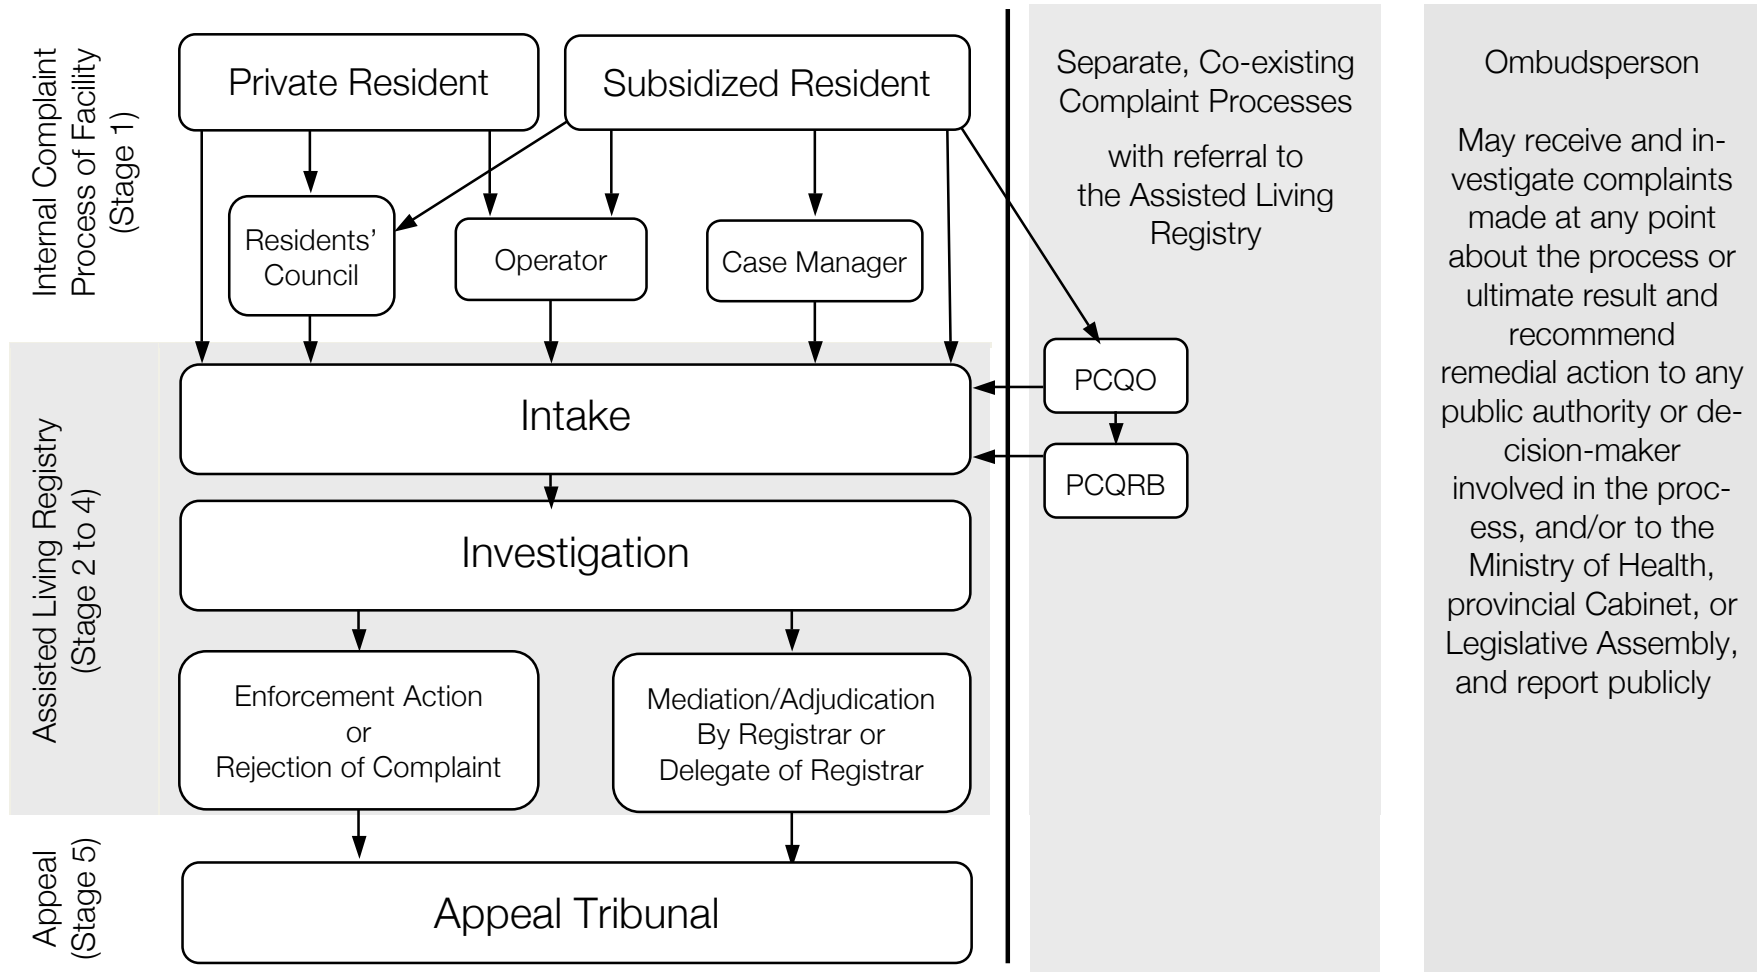 Internal Complaint
Process of Facility
(Stage 1)
Private Resident
Subsidized Resident
Residents’
Council
Operator
Case Manager
Assisted Living Registry
(Stage 2 to 4)
Intake
Investigation
Enforcement Action
or
Rejection of Complaint
Mediation/Adjudication
By Registrar or
Delegate of Registrar
Appeal
(Stage 5)
Appeal Tribunal
Separate, Co-existing
Complaint Processes
with referral to
the Assisted Living
Registry
PCQO
PCQRB
Ombudsperson
May receive and in-
vestigate complaints
made at any point
about the process or
ultimate result and
recommend
remedial action to any
public authority or de-
cision-maker
involved in the proc-
ess, and/or to the
Ministry of Health,
provincial Cabinet, or
Legislative Assembly,
and report publicly